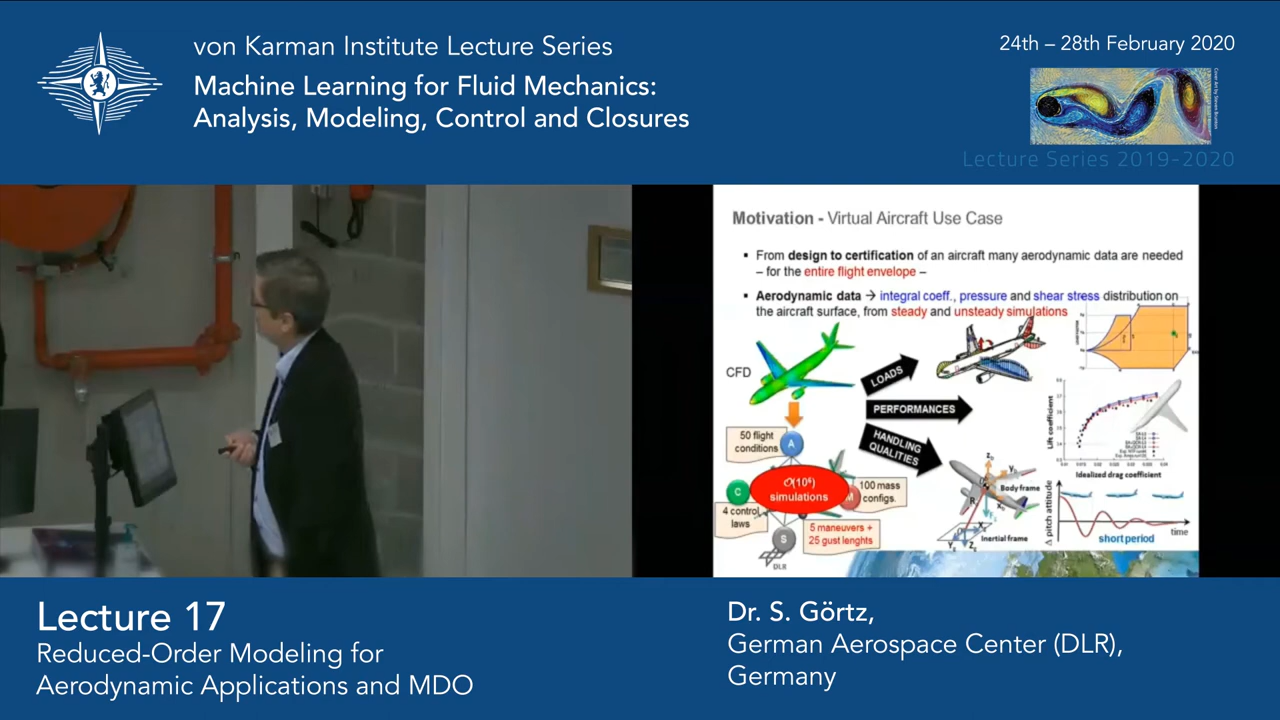 von Karman Institute Lecture Series
Machine Learning for Fluid Mechanics:
Analysis, Modeling, Control and Closures
24th – 28th February 2020
Lecture Series 2019-2020
Motivation - Virtual Aircraft Use Case
▪ From design to certification of an aircraft many aerodynamic data are needed
– for the entire flight envelope –
▪ Aerodynamic data → integral coeff., pressure and shear stress distribution on
the aircraft surface, from steady and unsteady simulations
CFD
LOADS
PERFORMANCES
HANDLING
QUALITIES
50 flight
conditions
A
O(10⁶)
simulations
C
M
100 mass
configs.
4 control
laws
5 maneuvers +
25 gust lenghts
S
DLR
Lift coefficient
Idealized drag coefficient
Body frame
Inertial frame
Δ pitch attitude
short period
time
Lecture 17
Reduced-Order Modeling for
Aerodynamic Applications and MDO
Dr. S. Görtz,
German Aerospace Center (DLR),
Germany